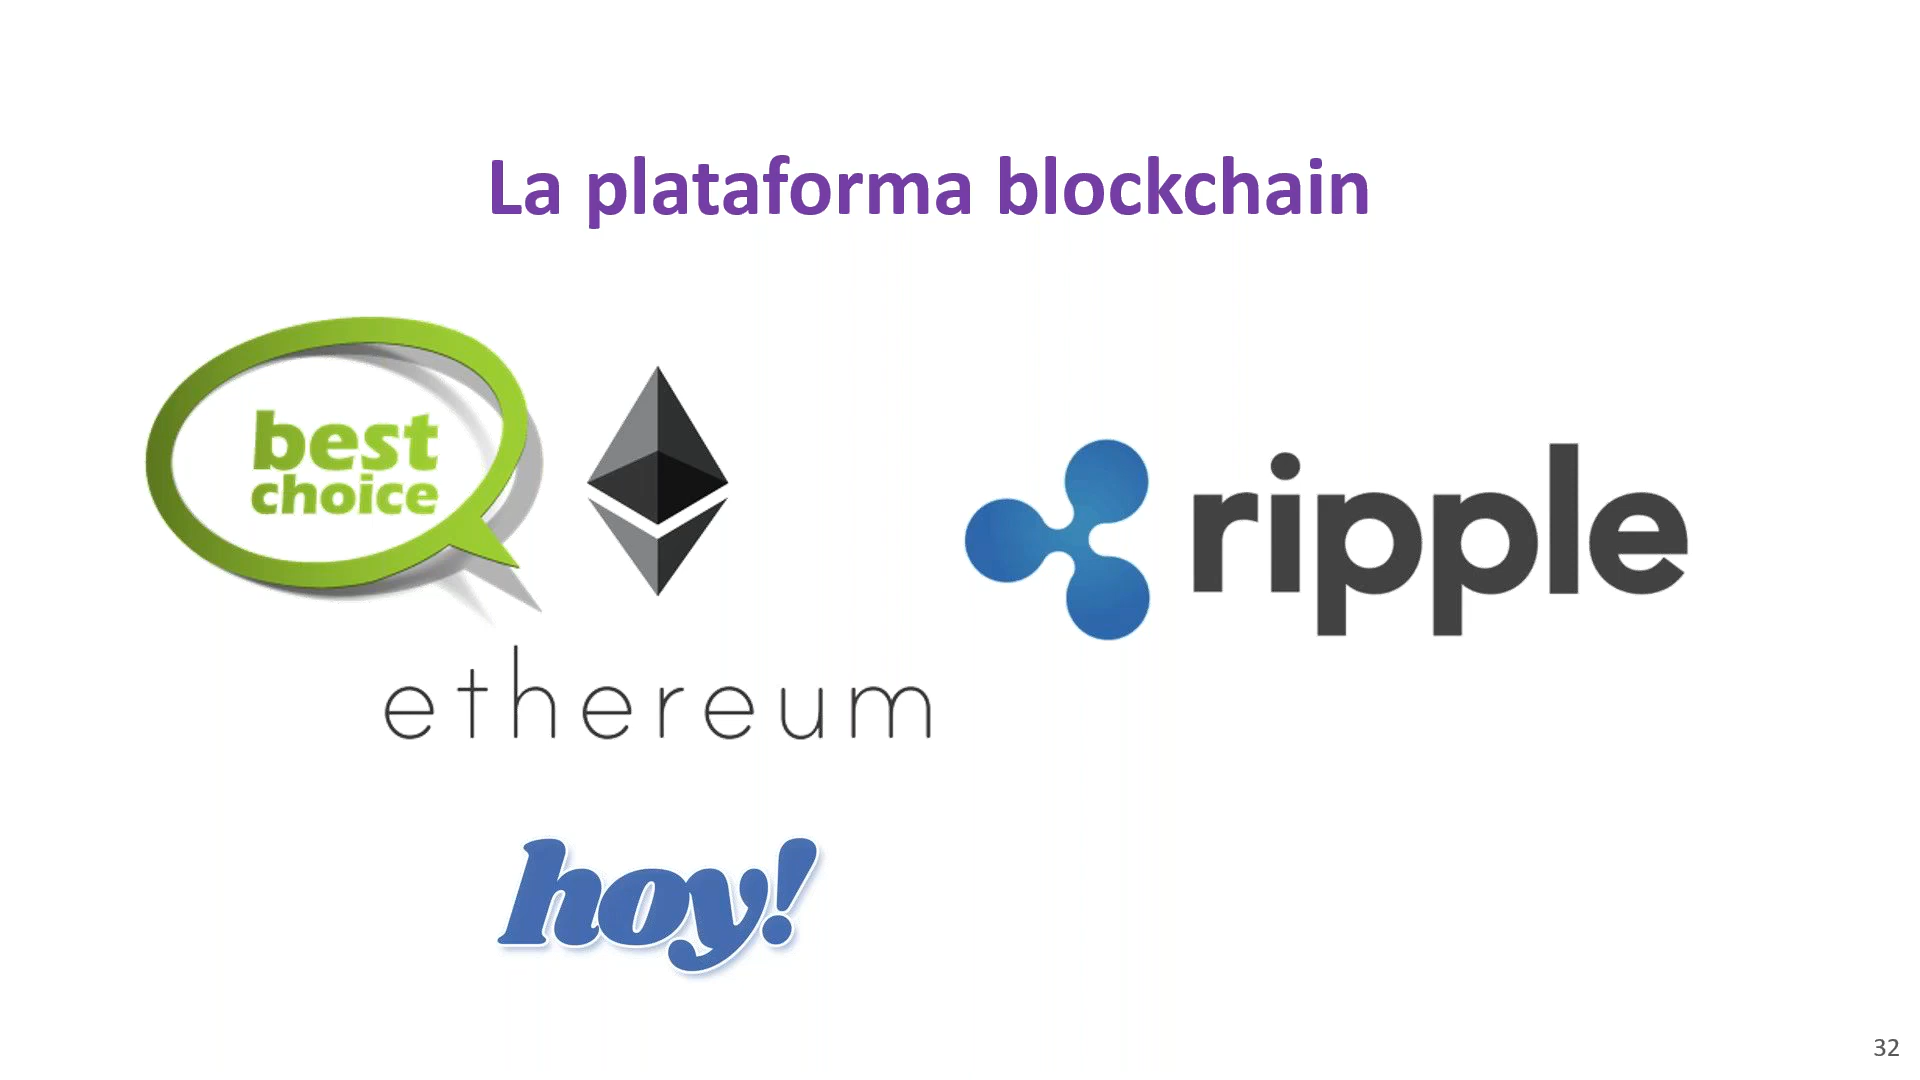 La plataforma blockchain
best
choice
ripple
ethereum
hoy!
32